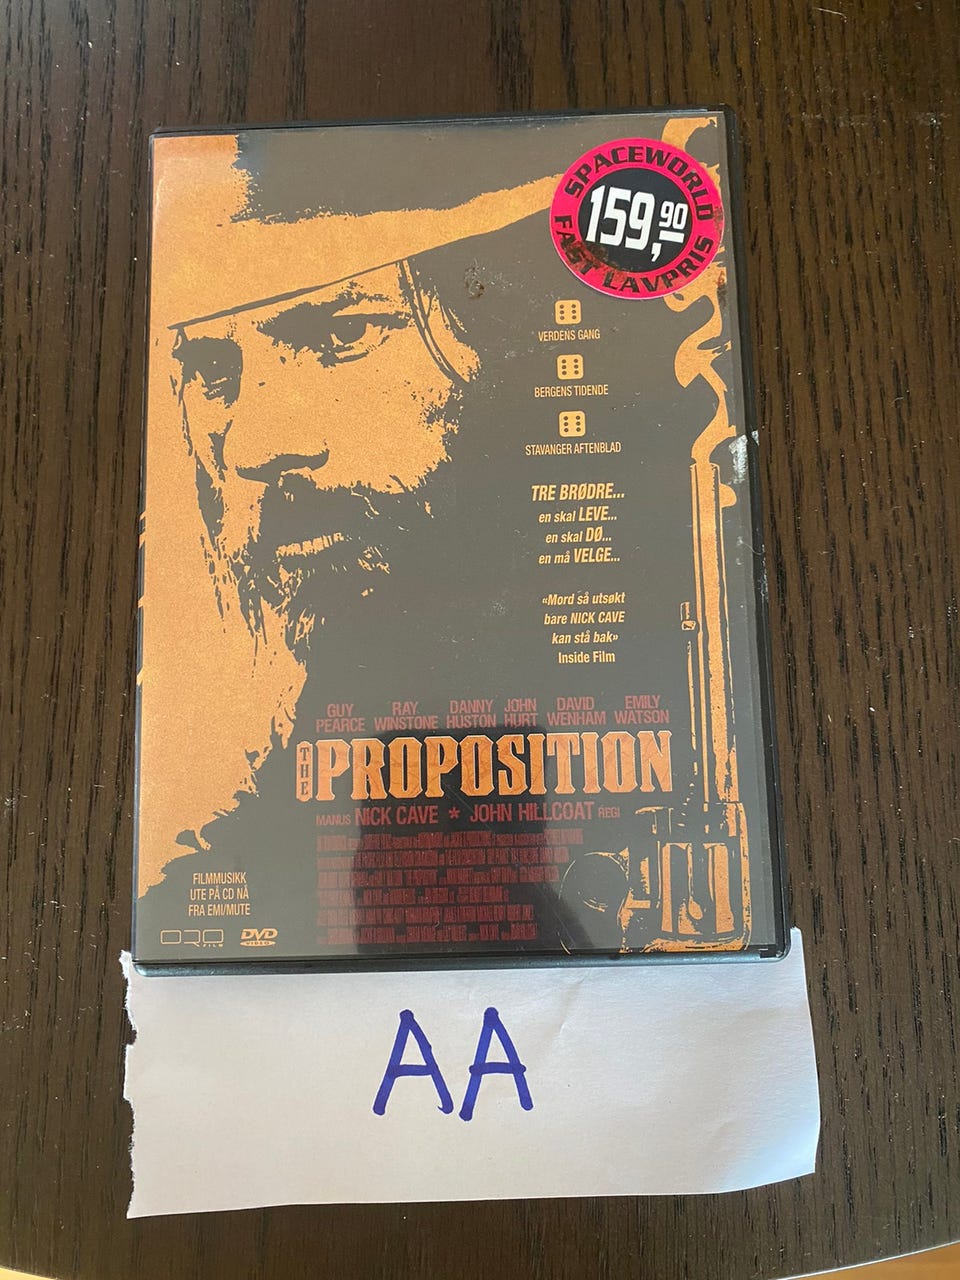 SPACEWORLD
159,90
FAST LAVPRIS
VERDENS GANG
BERGENS TIDENDE
STAVANGER AFTENBLAD
TRE BRØDRE...
en skal LEVE...
en skal DØ...
en må VELGE...
«Mord så utsøkt
bare NICK CAVE
kan stå bak»
Inside Film
GUY RAY DANNY JOHN DAVID EMILY
PEARCE WINSTONE HUSTON HURT WENHAM WATSON
THE PROPOSITION
MANUS NICK CAVE * JOHN HILLCOAT REGI
FILMMUSIKK
UTE PÅ CD NÅ
FRA EMI/MUTE
ORO FILM DVD VIDEO
AA